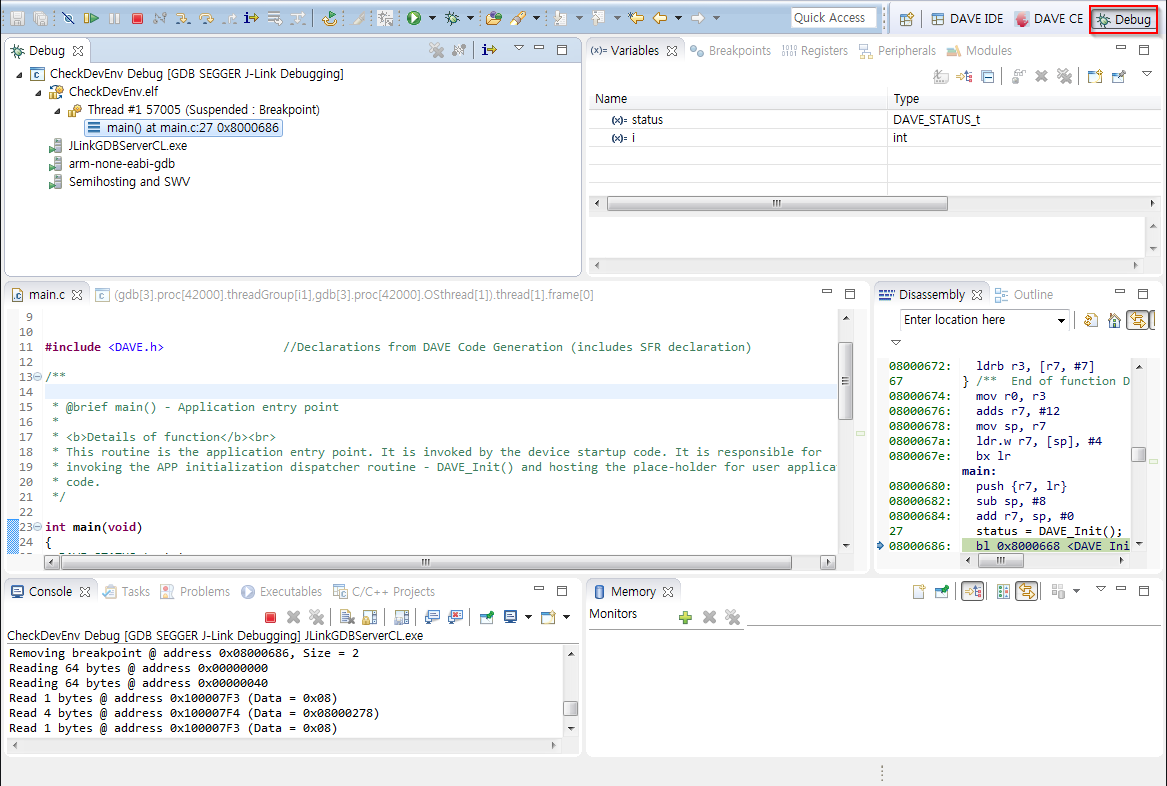 Quick Access
DAVE IDE
DAVE CE
Debug
Debug
CheckDevEnv Debug [GDB SEGGER J-Link Debugging]
CheckDevEnv.elf
Thread #1 57005 (Suspended : Breakpoint)
main() at main.c:27 0x8000686
JLinkGDBServerCL.exe
arm-none-eabi-gdb
Semihosting and SWV
(x)= Variables
Breakpoints
Registers
Peripherals
Modules
Name Type
(x)= status DAVE_STATUS_t
(x)= i int
main.c
(gdb[3].proc[42000].threadGroup[i1],gdb[3].proc[42000].OSthread[1]).thread[1].frame[0]
9
10
11 #include <DAVE.h> //Declarations from DAVE Code Generation (includes SFR declaration)
12
13 /**
14
15 * @brief main() - Application entry point
16 *
17 * <b>Details of function</b><br>
18 * This routine is the application entry point. It is invoked by the device startup code. It is responsible for
19 * invoking the APP initialization dispatcher routine - DAVE_Init() and hosting the place-holder for user applica
20 * code.
21 */
22
23 int main(void)
24 {
Disassembly
Outline
Enter location here
08000672: ldrb r3, [r7, #7]
67 } /** End of function D
08000674: mov r0, r3
08000676: adds r7, #12
08000678: mov sp, r7
0800067a: ldr.w r7, [sp], #4
0800067e: bx lr
main:
08000680: push {r7, lr}
08000682: sub sp, #8
08000684: add r7, sp, #0
27 status = DAVE_Init();
08000686: bl 0x8000668 <DAVE_Ini
Console
Tasks
Problems
Executables
C/C++ Projects
CheckDevEnv Debug [GDB SEGGER J-Link Debugging] JLinkGDBServerCL.exe
Removing breakpoint @ address 0x08000686, Size = 2
Reading 64 bytes @ address 0x00000000
Reading 64 bytes @ address 0x00000040
Read 1 bytes @ address 0x100007F3 (Data = 0x08)
Read 4 bytes @ address 0x100007F4 (Data = 0x08000278)
Read 1 bytes @ address 0x100007F3 (Data = 0x08)
Memory
Monitors